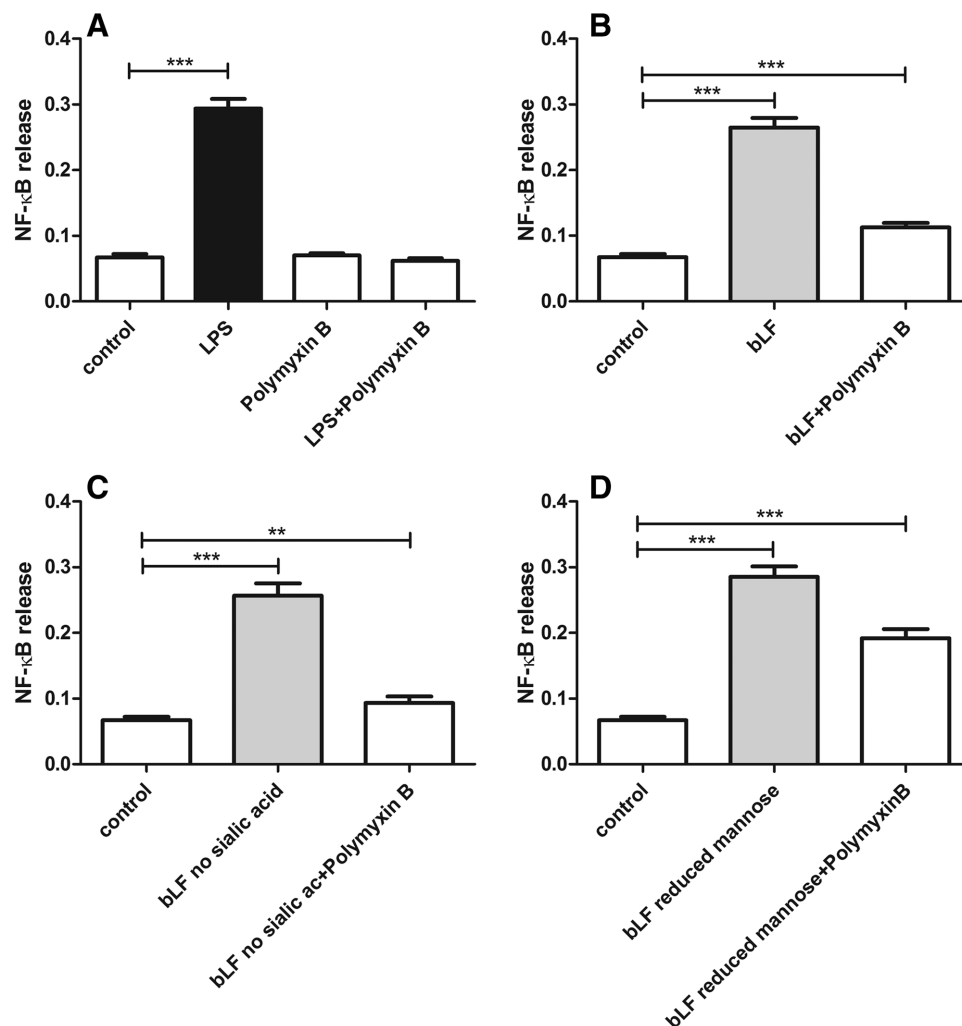 A
NF-κB release
0.4
0.3
0.2
0.1
0.0
***
control
LPS
Polymyxin B
LPS+Polymyxin B
B
NF-κB release
0.4
0.3
0.2
0.1
0.0
***
***
control
bLF
bLF+Polymyxin B
C
NF-κB release
0.4
0.3
0.2
0.1
0.0
**
***
control
bLF no sialic acid
bLF no sialic ac+Polymyxin B
D
NF-κB release
0.4
0.3
0.2
0.1
0.0
***
***
control
bLF reduced mannose
bLF reduced mannose+PolymyxinB